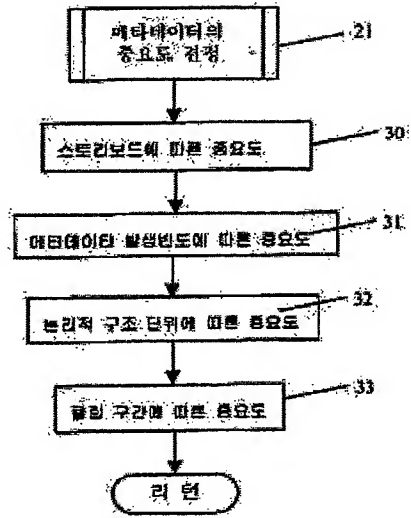 메타데이터의
중요도 결정
21
스토리보드에 따른 중요도
30
메타데이터 발생빈도에 따른 중요도
31
논리적 구조 단위에 따른 중요도
32
클립 구간에 따른 중요도
33
리 턴